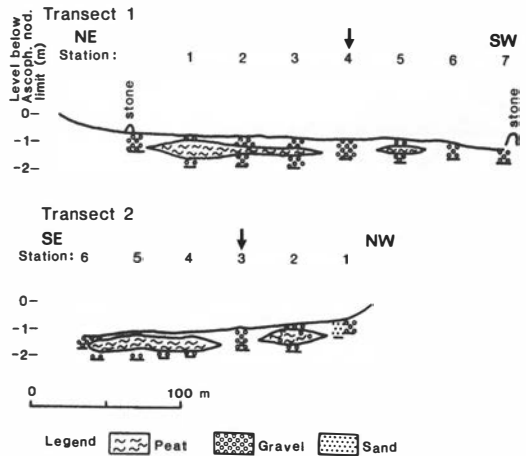 Transect 1
NE SW
Station: 1 2 3 4 5 6 7
Level below
Ascoph. nod.
limit (m)
stone
stone
0–
-1–
-2–
Transect 2
SE NW
Station: 6 5 4 3 2 1
0–
-1–
-2–
0 100 m
Legend Peat Gravel Sand